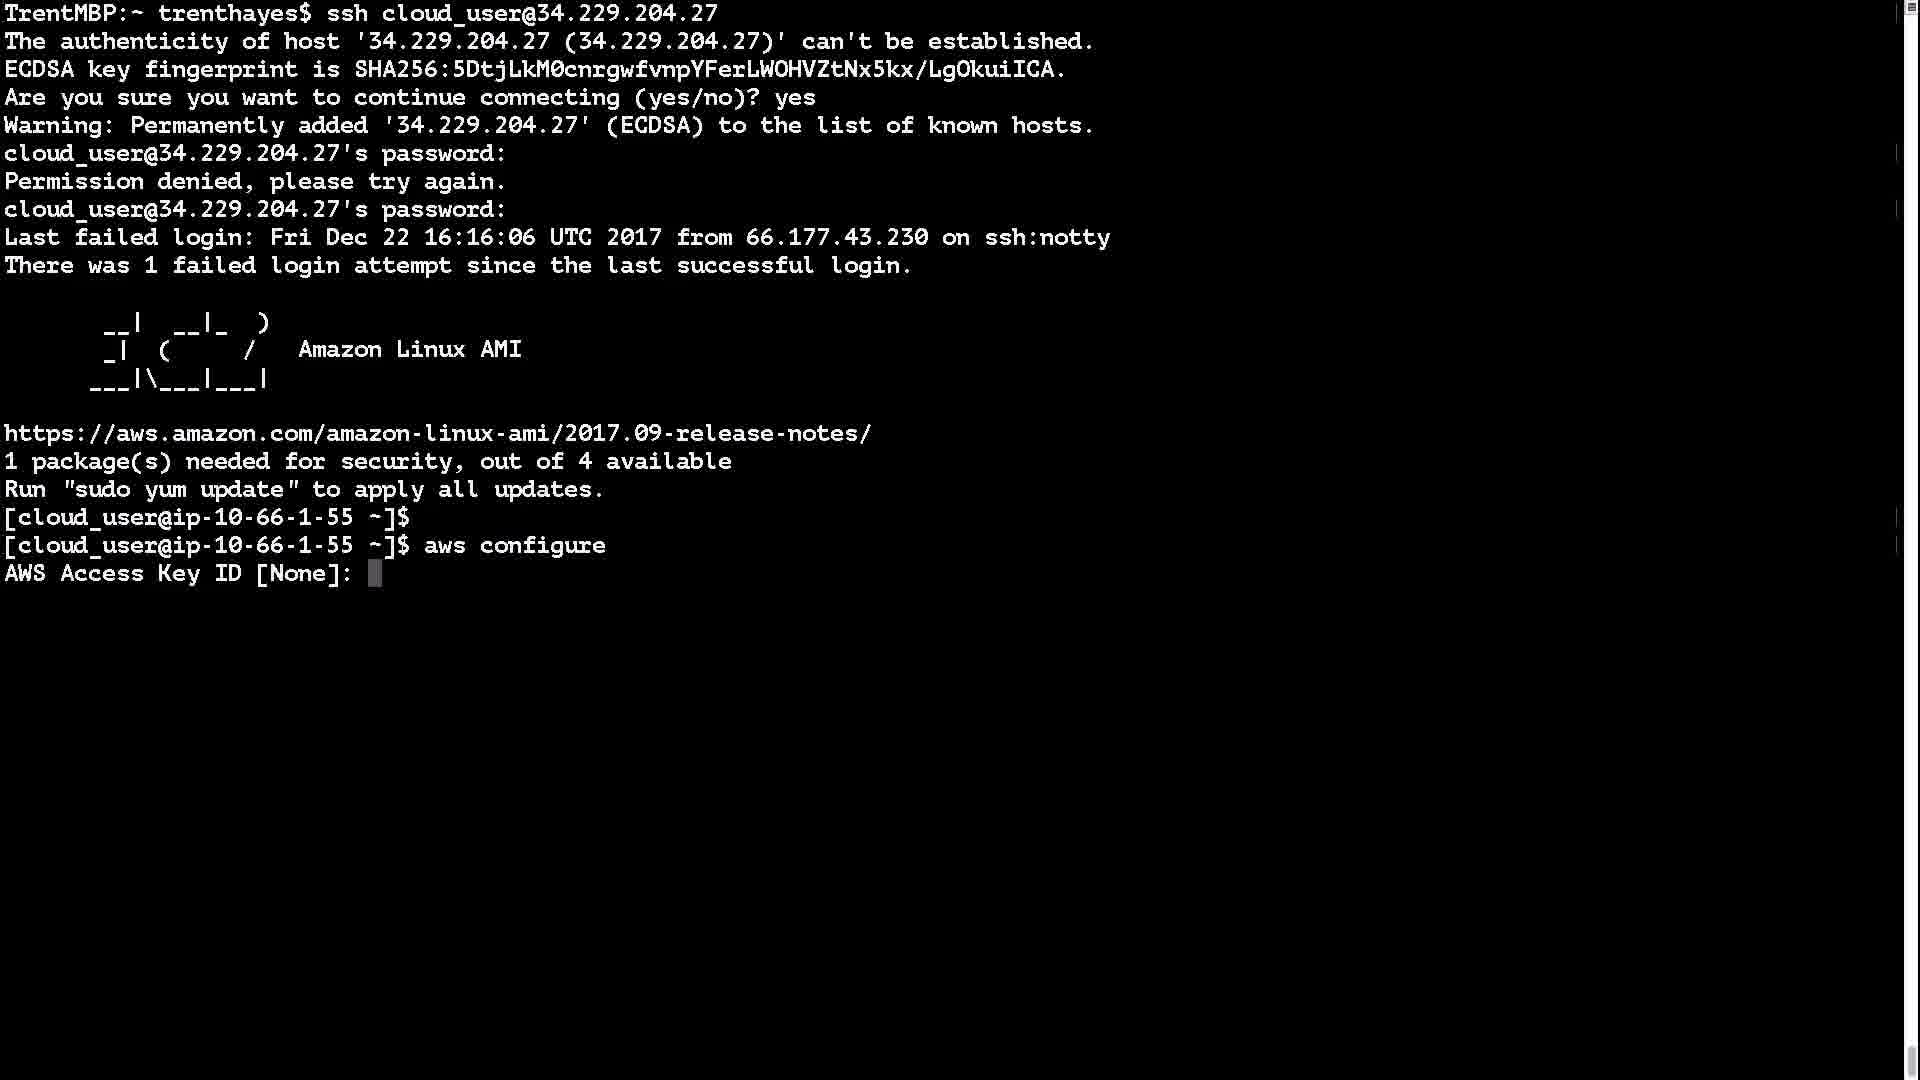 TrentMBP:~ trenthayes$ ssh cloud_user@34.229.204.27
The authenticity of host '34.229.204.27 (34.229.204.27)' can't be established.
ECDSA key fingerprint is SHA256:5DtjLkM0cnrgwfvnpYFerLWOHVZtNx5kx/LgOkuiICA.
Are you sure you want to continue connecting (yes/no)? yes
Warning: Permanently added '34.229.204.27' (ECDSA) to the list of known hosts.
cloud_user@34.229.204.27's password:
Permission denied, please try again.
cloud_user@34.229.204.27's password:
Last failed login: Fri Dec 22 16:16:06 UTC 2017 from 66.177.43.230 on ssh:notty
There was 1 failed login attempt since the last successful login.
       __|  __|_  )
       _|  (     /   Amazon Linux AMI
      ___|\___|___|
https://aws.amazon.com/amazon-linux-ami/2017.09-release-notes/
1 package(s) needed for security, out of 4 available
Run "sudo yum update" to apply all updates.
[cloud_user@ip-10-66-1-55 ~]$
[cloud_user@ip-10-66-1-55 ~]$ aws configure
AWS Access Key ID [None]: